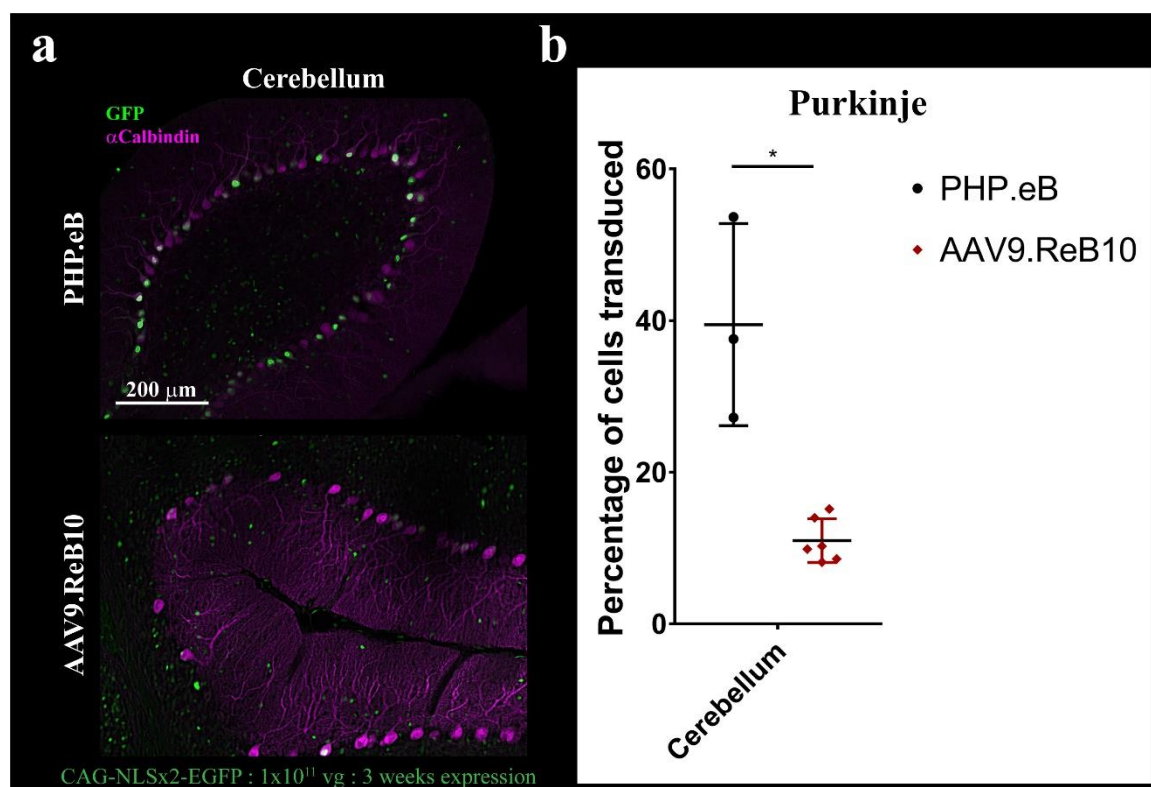 a
Cerebellum
GFP
αCalbindin
PHP.eB
200 μm
AAV9.ReB10
CAG-NLSx2-EGFP : 1x10¹¹ vg : 3 weeks expression
b
Purkinje
Percentage of cells transduced
60
40
20
0
*
Cerebellum
PHP.eB
AAV9.ReB10